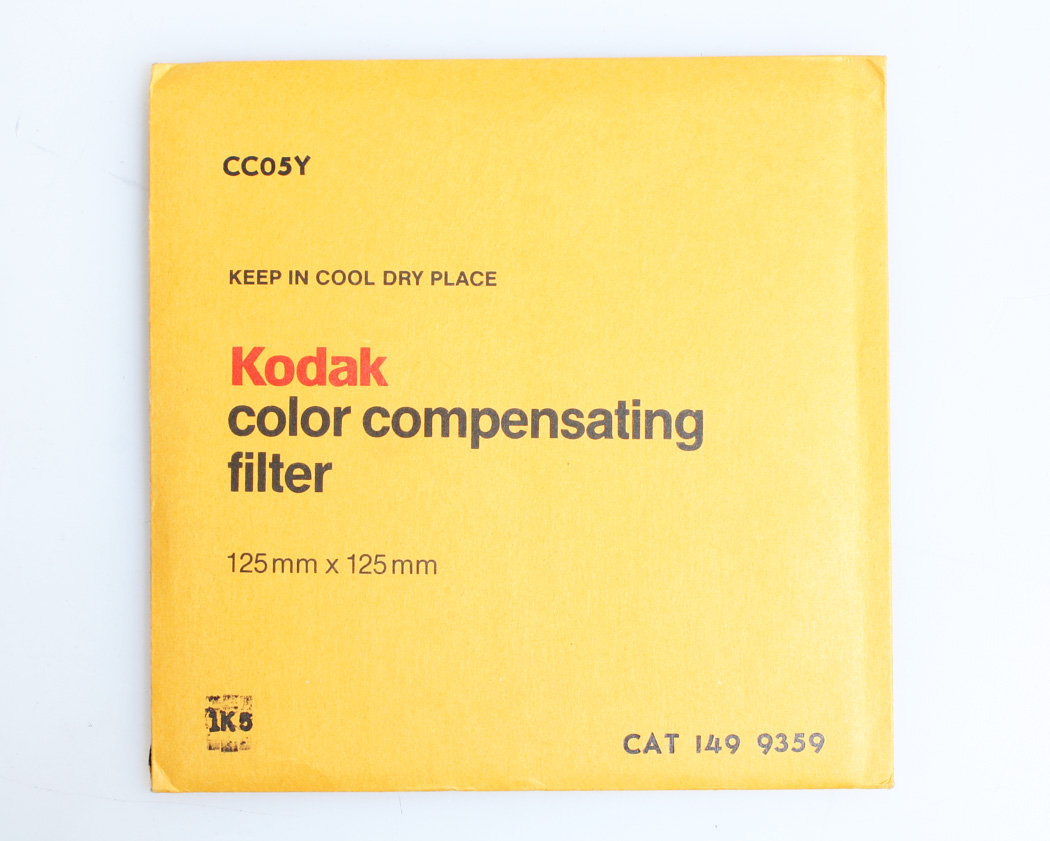 CC05Y
KEEP IN COOL DRY PLACE
Kodak
color compensating
filter
125mm x 125mm
1K5
CAT 149 9359